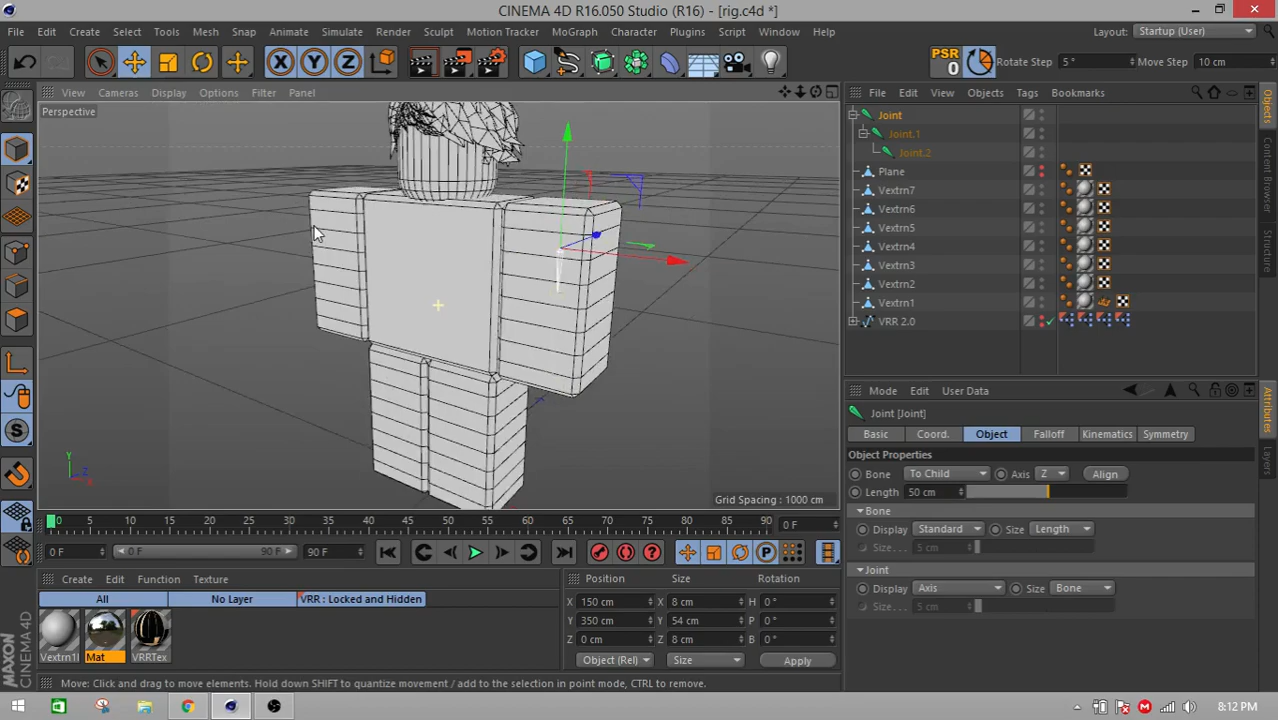 CINEMA 4D R16.050 Studio (R16) - [rig.c4d *]
File Edit Create Select Tools Mesh Snap Animate Simulate Render Sculpt Motion Tracker MoGraph Character Plugins Script Window Help Layout: Startup (User)
PSR 0 Rotate Step 5 ° Move Step 10 cm
View Cameras Display Options Filter Panel
File Edit View Objects Tags Bookmarks
Perspective
Joint
Joint.1
Joint.2
Plane
Vextrn7
Vextrn6
Vextrn5
Vextrn4
Vextrn3
Vextrn2
Vextrn1
VRR 2.0
Objects
Content Browser
Structure
Mode Edit User Data
Joint [Joint]
Basic Coord. Object Falloff Kinematics Symmetry
Object Properties
Bone To Child Axis Z Align
Length 50 cm
Bone
Display Standard Size Length
Size . . . 5 cm
Joint
Display Axis Size Bone
Size . . . 5 cm
Attributes
Layers
Y
Z
X
Grid Spacing : 1000 cm
0 5 10 15 20 25 30 35 40 45 50 55 60 65 70 75 80 85 90 0 F
0 F 0 F 90 F 90 F
Create Edit Function Texture
All No Layer VRR : Locked and Hidden
Mat VRRTex
Position Size Rotation
X 150 cm X 8 cm H 0 °
Y 350 cm Y 54 cm P 0 °
Z 0 cm Z 8 cm B 0 °
Object (Rel) Size Apply
MAXON CINEMA 4D
Move: Click and drag to move elements. Hold down SHIFT to quantize movement / add to the selection in point mode, CTRL to remove.
8:12 PM